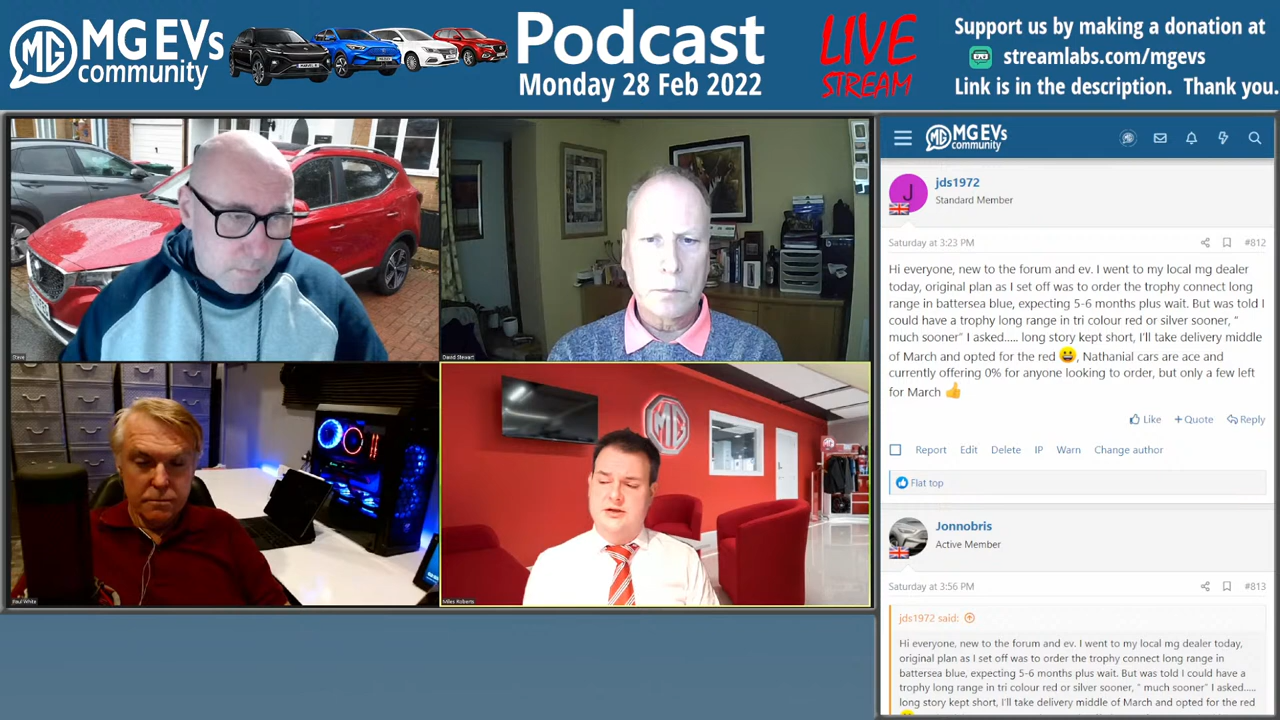 MG
MG EVs
community
Podcast
Monday 28 Feb 2022
LIVE
STREAM
Support us by making a donation at
streamlabs.com/mgevs
Link is in the description. Thank you.
Steve
David Stewart
MG
Paul White
Miles Roberts
MG EVs
community
J
jds1972
Standard Member
Saturday at 3:23 PM
#812
Hi everyone, new to the forum and ev. I went to my local mg dealer
today, original plan as I set off was to order the trophy connect long
range in battersea blue, expecting 5-6 months plus wait. But was told I
could have a trophy long range in tri colour red or silver sooner, "
much sooner" I asked..... long story kept short, I'll take delivery middle
of March and opted for the red 😀, Nathanial cars are ace and
currently offering 0% for anyone looking to order, but only a few left
for March 👍
Like + Quote Reply
Report Edit Delete IP Warn Change author
Flat top
Jonnobris
Active Member
Saturday at 3:56 PM
#813
jds1972 said:
Hi everyone, new to the forum and ev. I went to my local mg dealer today,
original plan as I set off was to order the trophy connect long range in
battersea blue, expecting 5-6 months plus wait. But was told I could have a
trophy long range in tri colour red or silver sooner, " much sooner" I asked.....
long story kept short, I'll take delivery middle of March and opted for the red